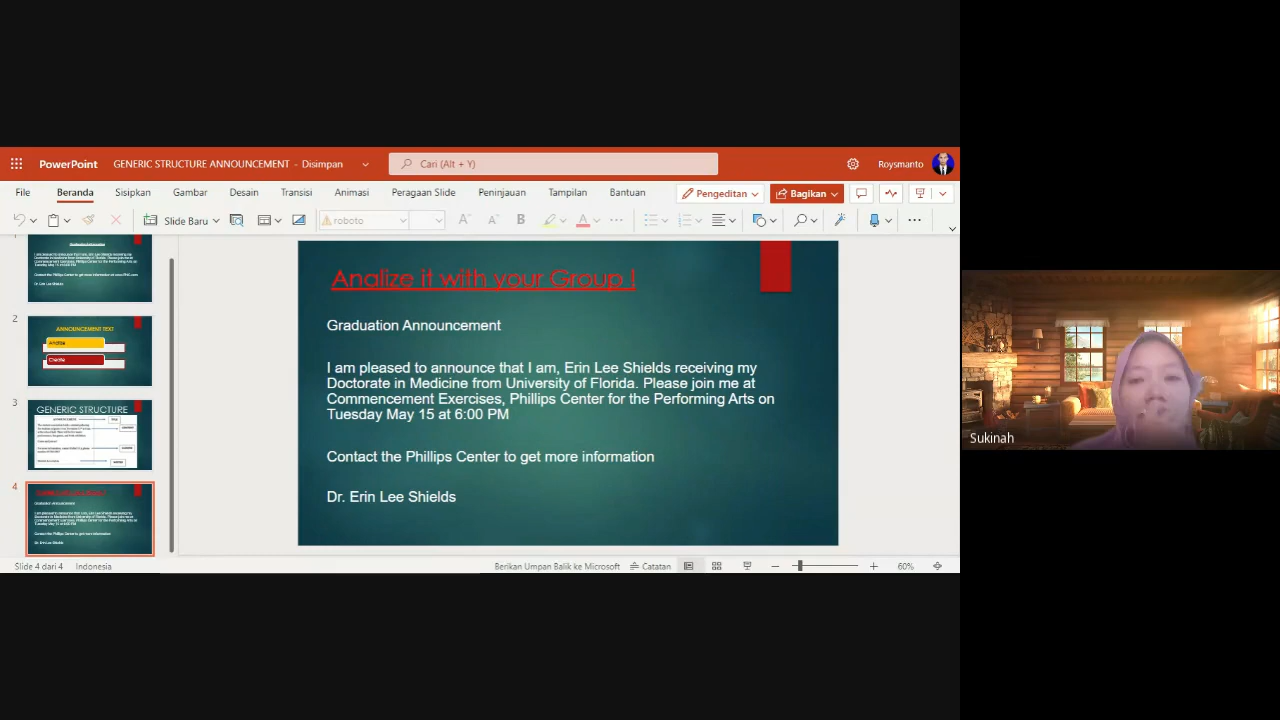 PowerPoint GENERIC STRUCTURE ANNOUNCEMENT - Disimpan Cari (Alt + Y) Roysmanto
File Beranda Sisipkan Gambar Desain Transisi Animasi Peragaan Slide Peninjauan Tampilan Bantuan Pengeditan Bagikan
Slide Baru roboto
2
ANNOUNCEMENT TEXT
Create
3
GENERIC STRUCTURE
4
Analize it with your Group !
Graduation Announcement
I am pleased to announce that I am, Erin Lee Shields receiving my
Doctorate in Medicine from University of Florida. Please join me at
Commencement Exercises, Phillips Center for the Performing Arts on
Tuesday May 15 at 6:00 PM
Contact the Phillips Center to get more information
Dr. Erin Lee Shields
Sukinah
Slide 4 dari 4 Indonesia Berikan Umpan Balik ke Microsoft Catatan 60%